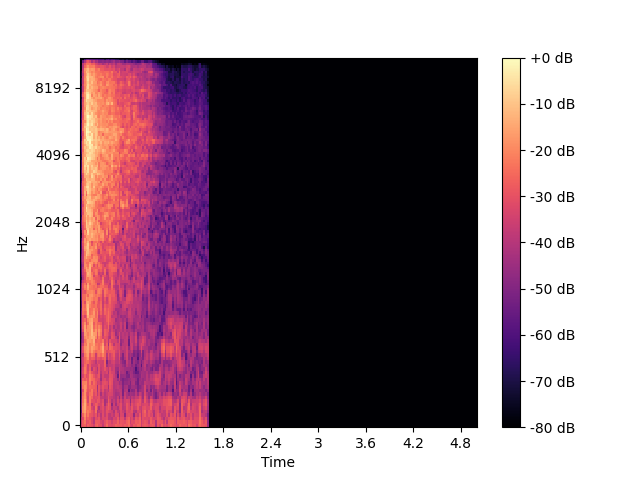 +0 dB
8192
-10 dB
4096
-20 dB
-30 dB
2048
Hz
-40 dB
1024
-50 dB
-60 dB
512
-70 dB
0
-80 dB
0 0.6 1.2 1.8 2.4 3 3.6 4.2 4.8
Time